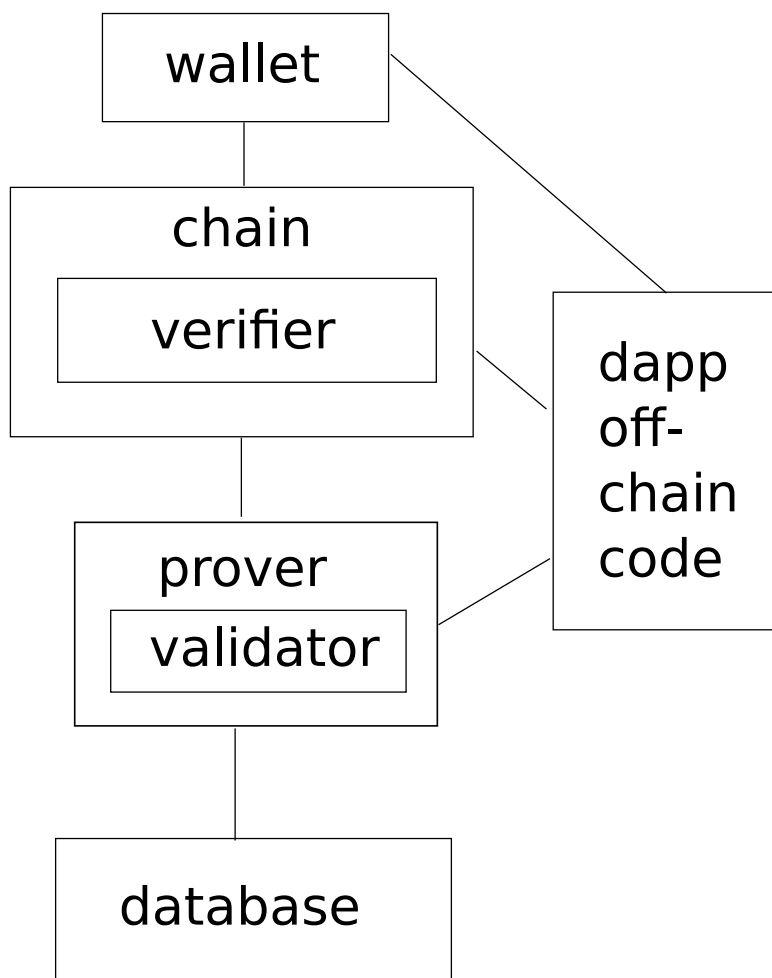 wallet
chain
verifier
dapp
off-
chain
code
prover
validator
database